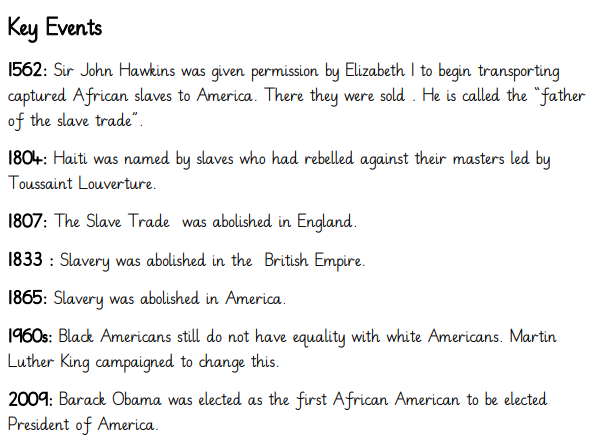 Key Events
1562: Sir John Hawkins was given permission by Elizabeth I to begin transporting
captured African slaves to America. There they were sold . He is called the “father
of the slave trade”.
1804: Haiti was named by slaves who had rebelled against their masters led by
Toussaint Louverture.
1807: The Slave Trade  was abolished in England.
1833 : Slavery was abolished in the  British Empire.
1865: Slavery was abolished in America.
1960s: Black Americans still do not have equality with white Americans. Martin
Luther King campaigned to change this.
2009: Barack Obama was elected as the first African American to be elected
President of America.